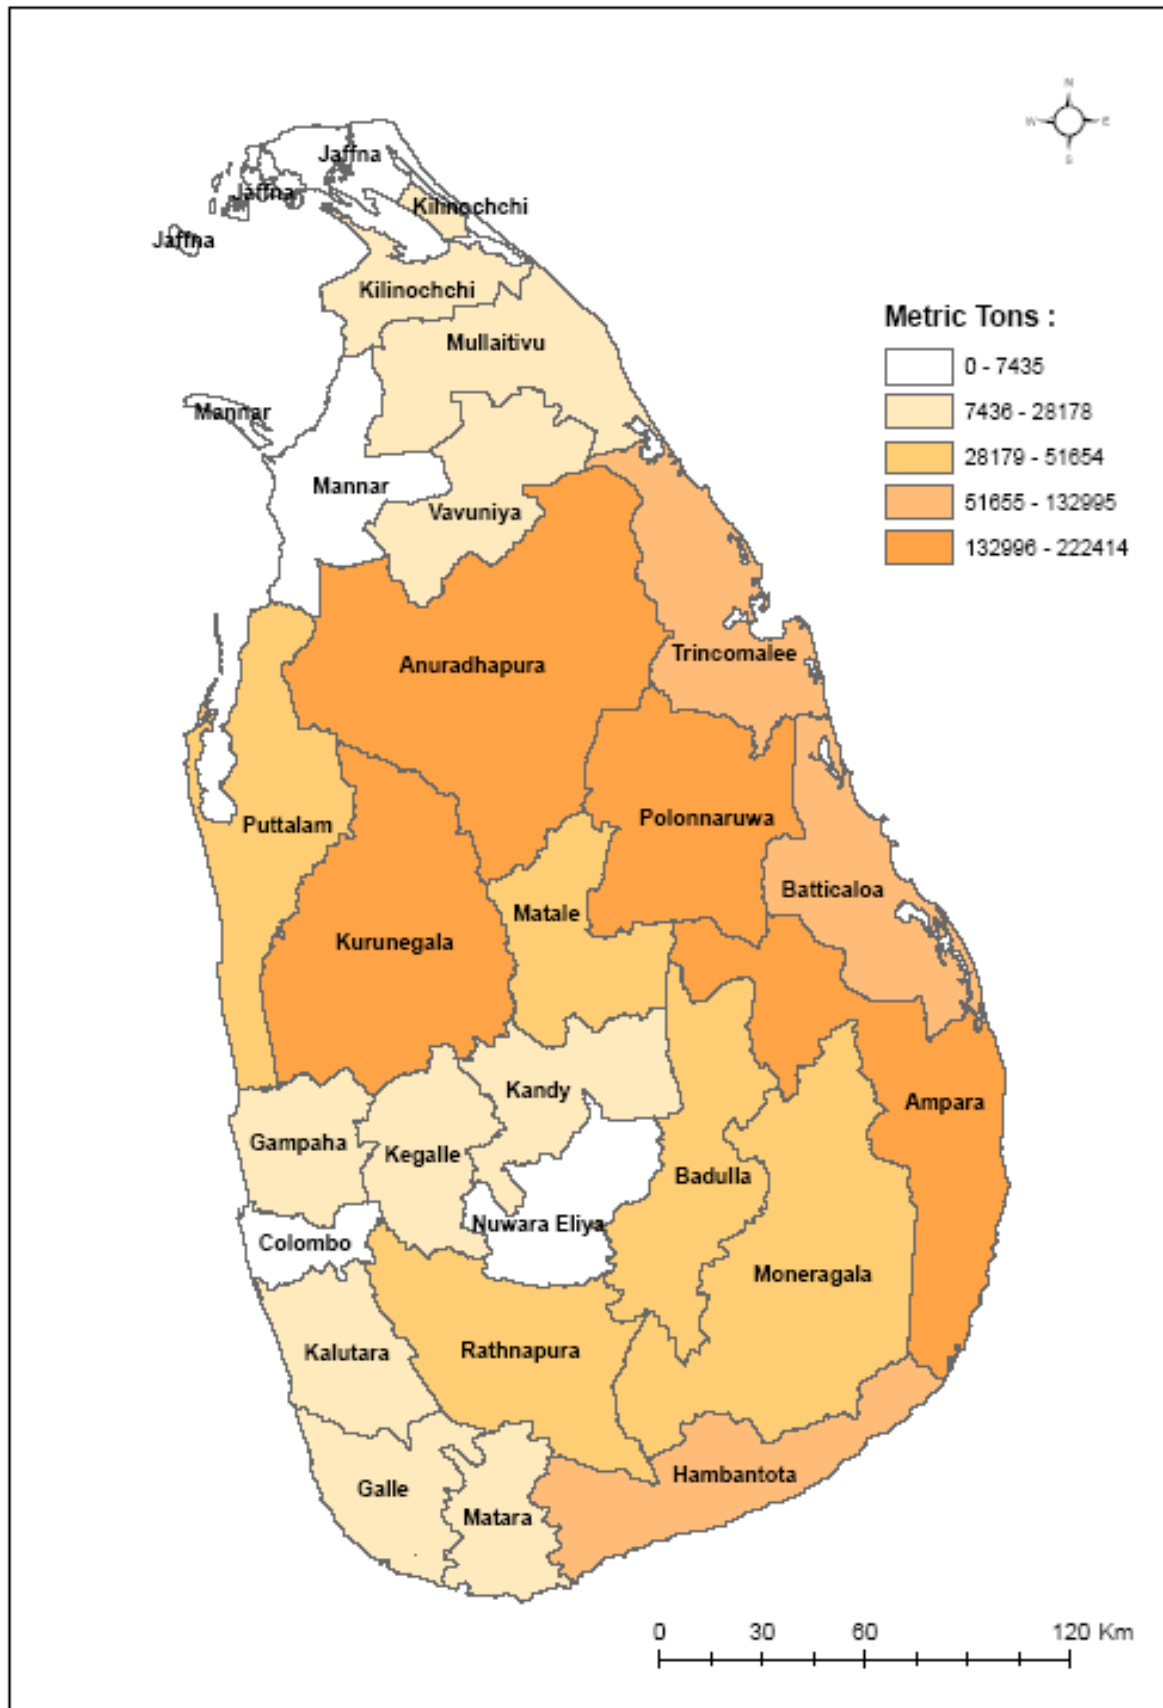 N
W E
S
Jaffna
Jaffna
Kilinochchi
Jaffna
Kilinochchi
Metric Tons :
Mullaitivu
0 - 7435
Mannar
7436 - 28178
28179 - 51654
Mannar
51655 - 132995
Vavuniya
132996 - 222414
Trincomalee
Anuradhapura
Polonnaruwa
Puttalam
Batticaloa
Matale
Kurunegala
Kandy
Ampara
Gampaha
Kegalle
Badulla
Nuwara Eliya
Colombo
Moneragala
Rathnapura
Kalutara
Hambantota
Galle
Matara
0 30 60 120 Km